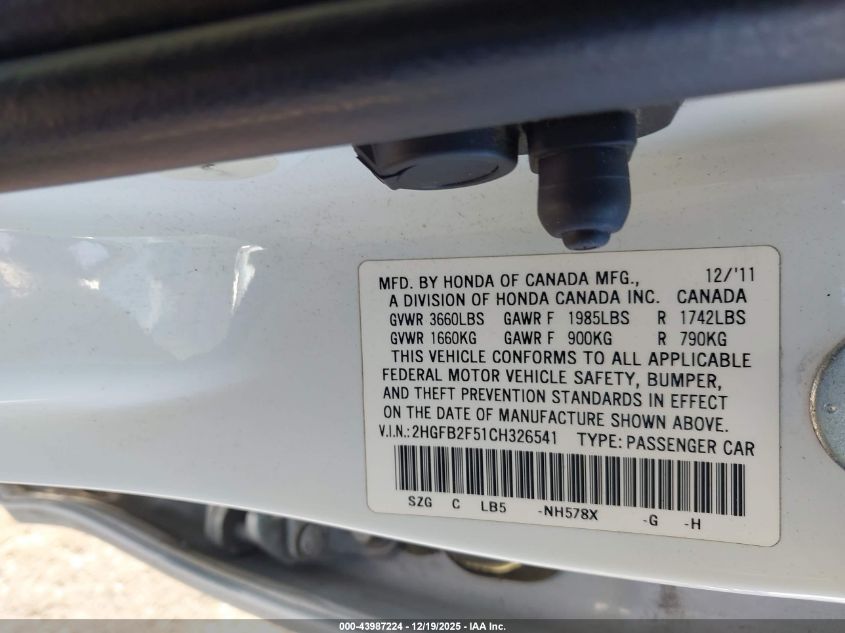 MFD. BY HONDA OF CANADA MFG., 12/'11
A DIVISION OF HONDA CANADA INC. CANADA
GVWR 3660LBS GAWR F 1985LBS R 1742LBS
GVWR 1660KG GAWR F 900KG R 790KG
THIS VEHICLE CONFORMS TO ALL APPLICABLE
FEDERAL MOTOR VEHICLE SAFETY, BUMPER,
AND THEFT PREVENTION STANDARDS IN EFFECT
ON THE DATE OF MANUFACTURE SHOWN ABOVE.
V.I.N.: 2HGFB2F51CH326541 TYPE: PASSENGER CAR
SZG C LB5 -NH578X -G -H
000-43987224 - 12/19/2025 - IAA Inc.